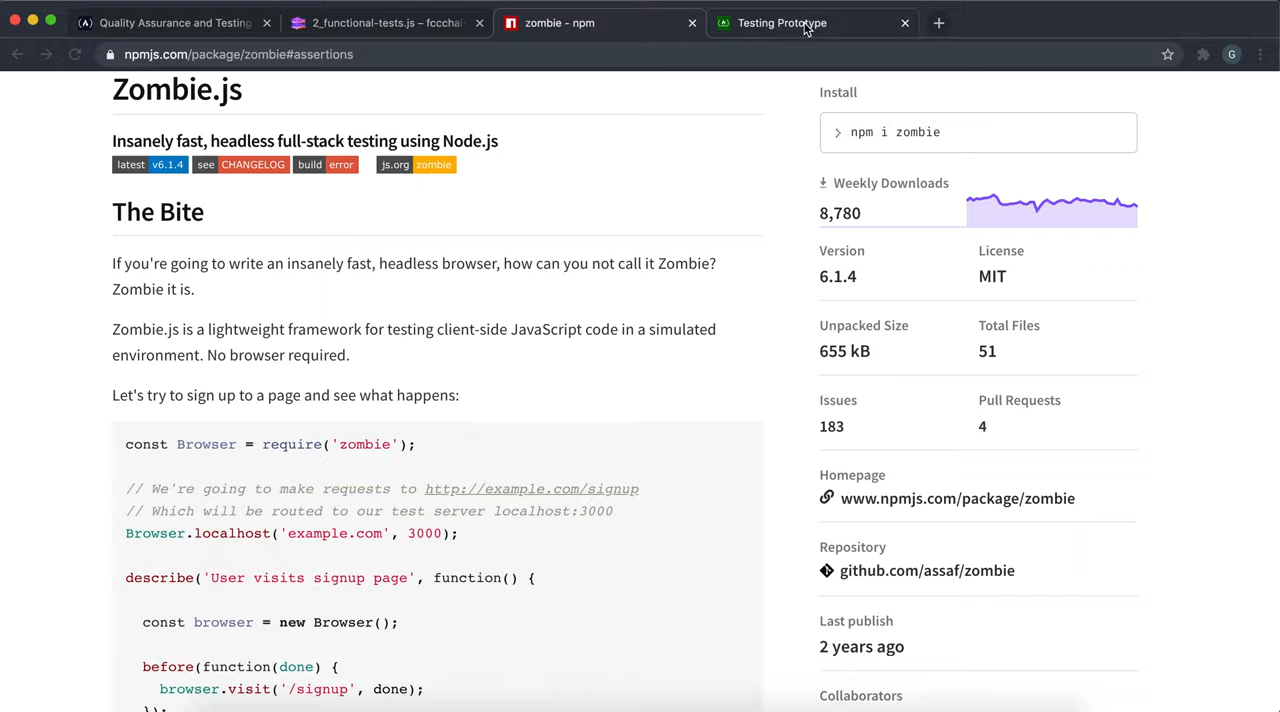 Quality Assurance and Testing
2_functional-tests.js – fccchai
zombie - npm
Testing Prototype
npmjs.com/package/zombie#assertions
G
Zombie.js
Insanely fast, headless full-stack testing using Node.js
latest v6.1.4 see CHANGELOG build error js.org zombie
The Bite
If you're going to write an insanely fast, headless browser, how can you not call it Zombie?
Zombie it is.
Zombie.js is a lightweight framework for testing client-side JavaScript code in a simulated
environment. No browser required.
Let's try to sign up to a page and see what happens:
const Browser = require('zombie');
// We're going to make requests to http://example.com/signup
// Which will be routed to our test server localhost:3000
Browser.localhost('example.com', 3000);
describe('User visits signup page', function() {
const browser = new Browser();
before(function(done) {
browser.visit('/signup', done);
});
Install
> npm i zombie
Weekly Downloads
8,780
Version
6.1.4
License
MIT
Unpacked Size
655 kB
Total Files
51
Issues
183
Pull Requests
4
Homepage
www.npmjs.com/package/zombie
Repository
github.com/assaf/zombie
Last publish
2 years ago
Collaborators